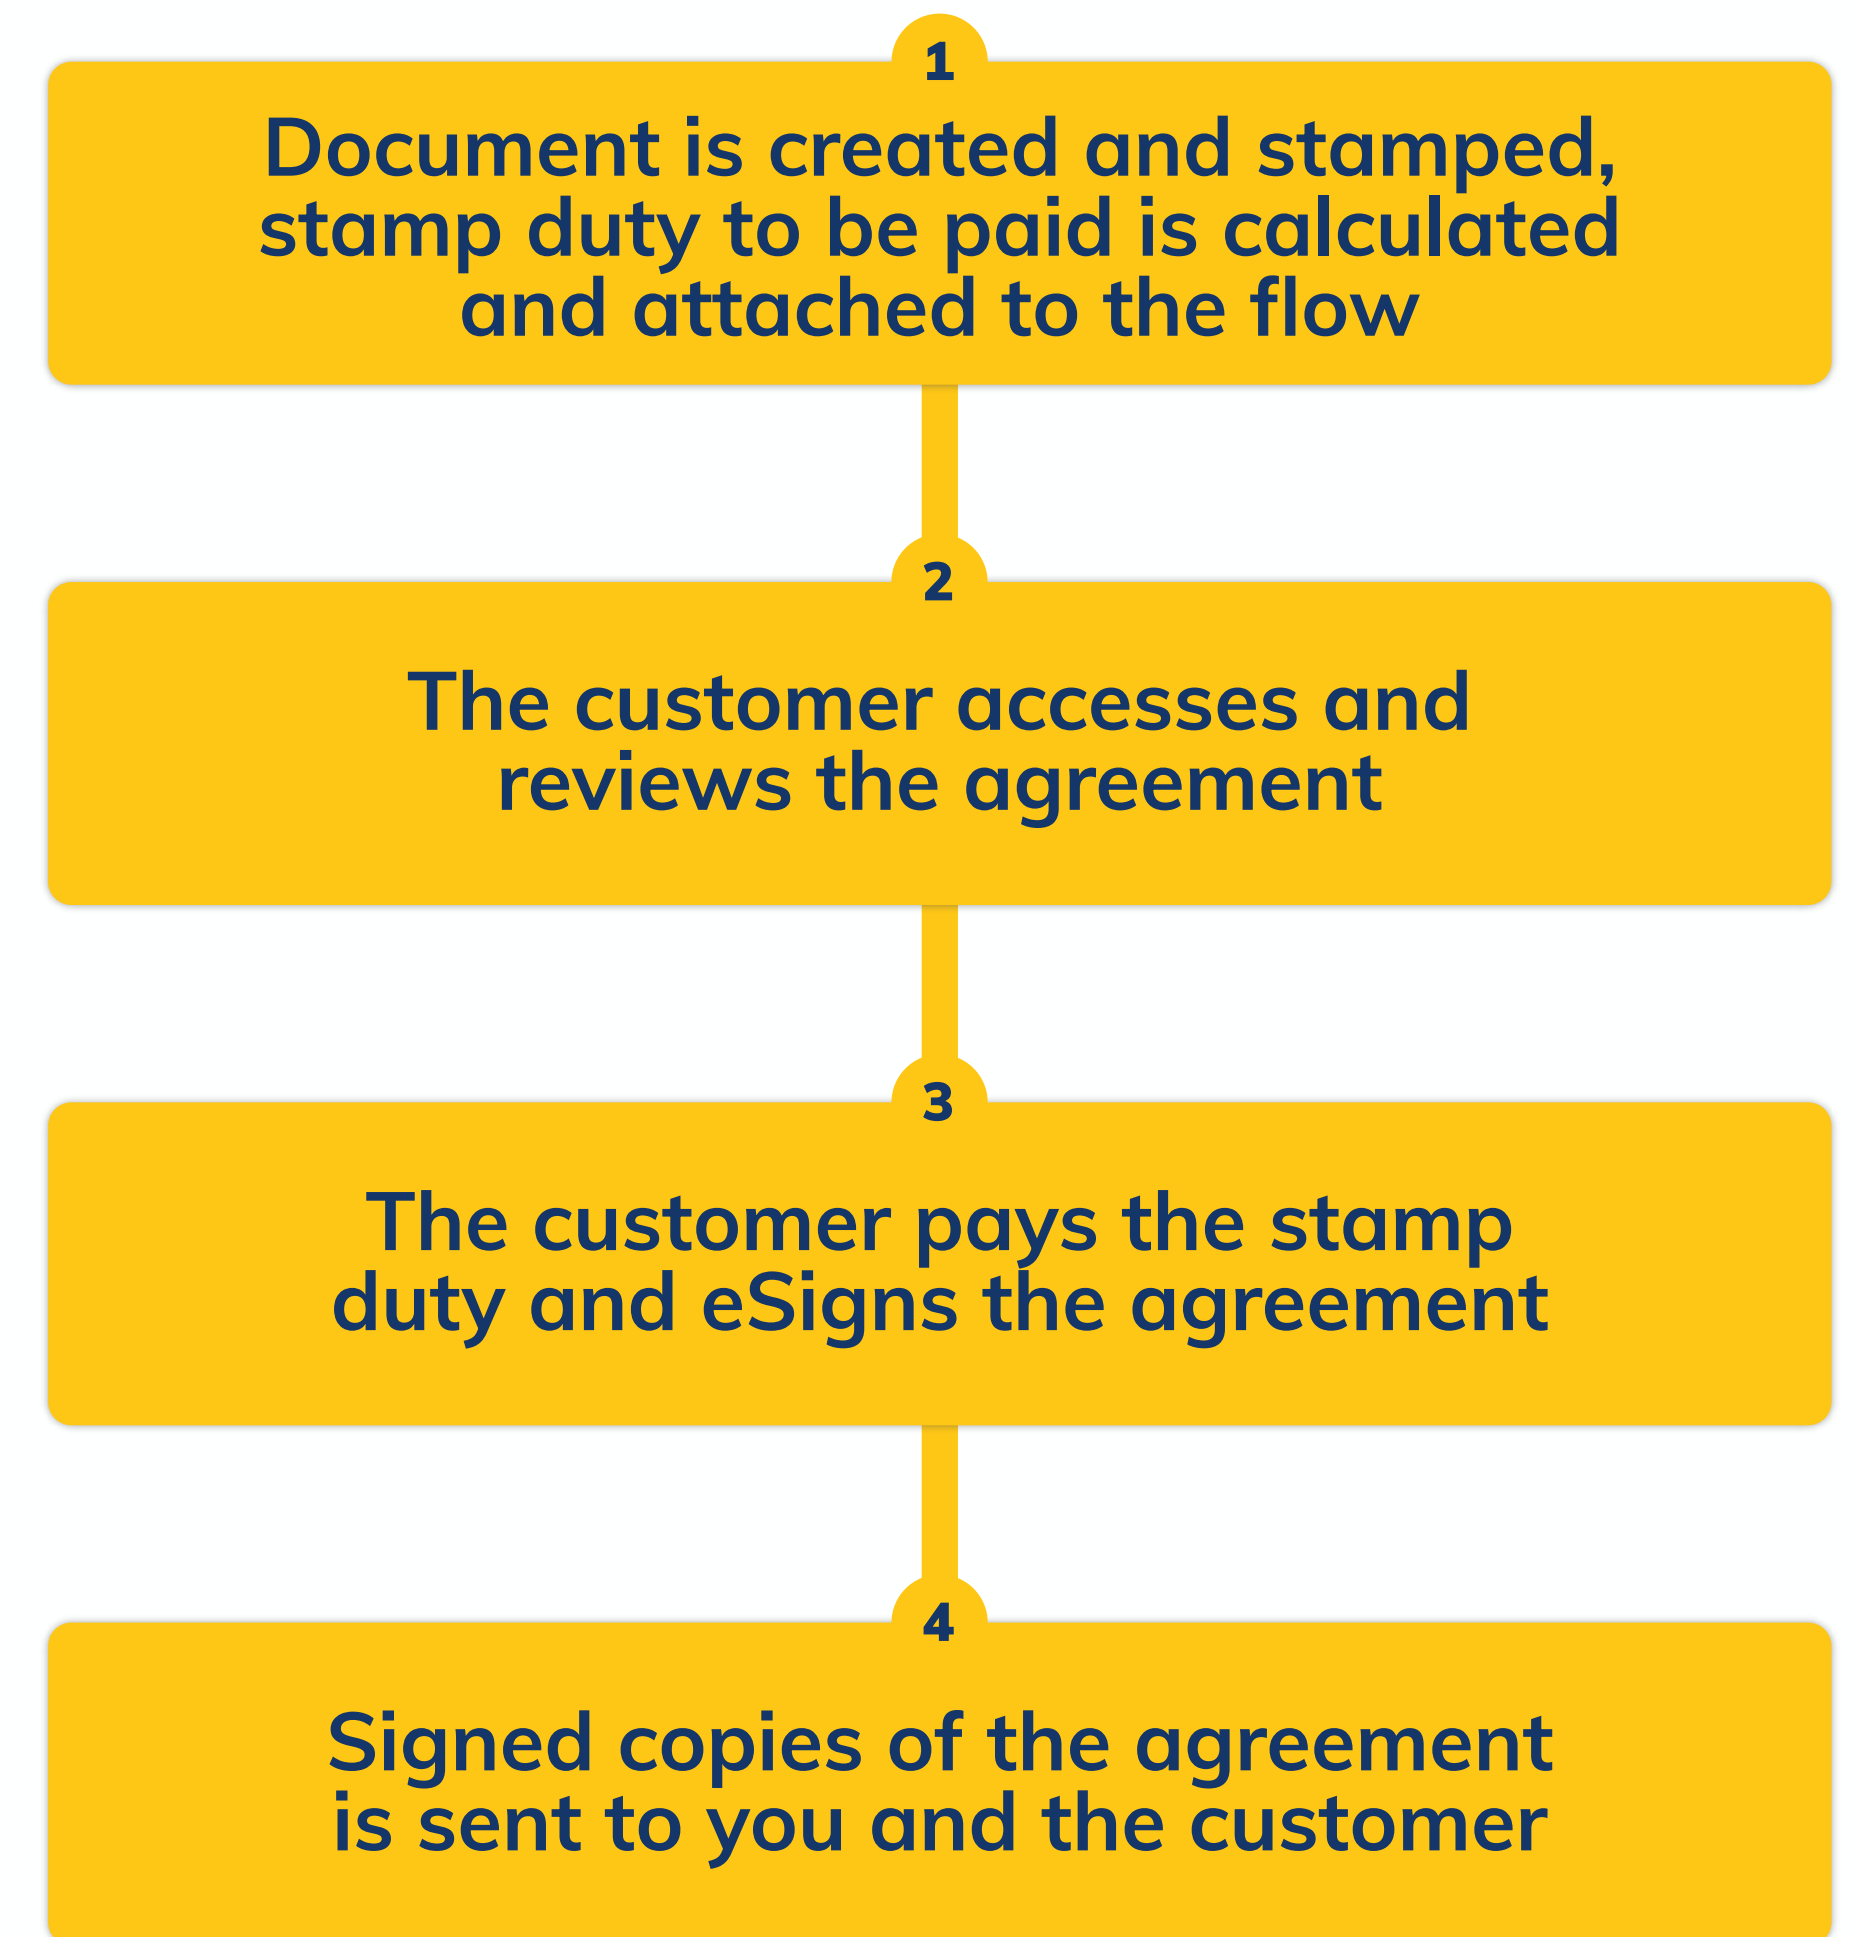 1
Document is created and stamped,
stamp duty to be paid is calculated
and attached to the flow
2
The customer accesses and
reviews the agreement
3
The customer pays the stamp
duty and eSigns the agreement
4
Signed copies of the agreement
is sent to you and the customer